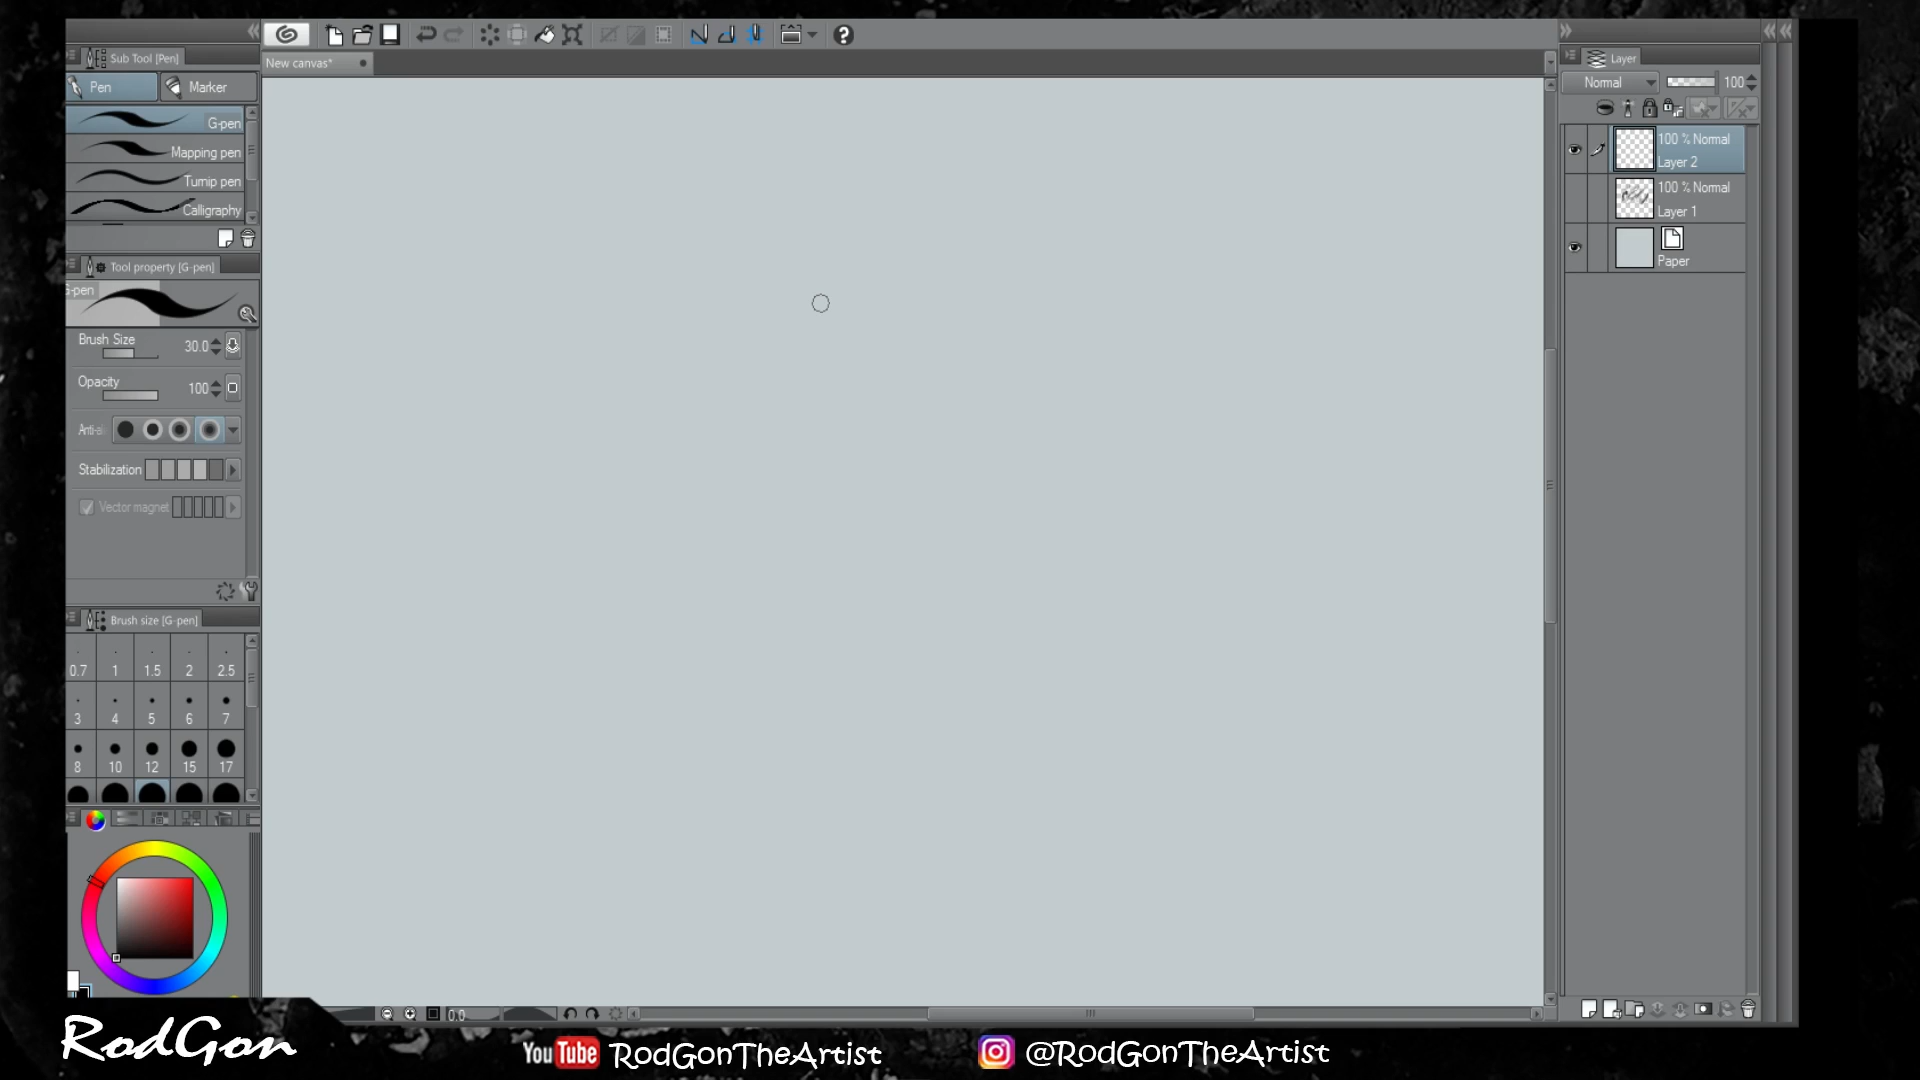 Sub Tool [Pen]
Pen
Marker
G-pen
Mapping pen
Turnip pen
Calligraphy
Tool property [G-pen]
G-pen
Brush Size
30.0
Opacity
100
Stabilization
Vector magnet
Brush size [G-pen]
0.7 1 1.5 2 2.5
3 4 5 6 7
8 10 12 15 17
New canvas*
0.0
Layer
Normal
100
100 % Normal
Layer 2
100 % Normal
Layer 1
Paper
RodGon
YouTube RodGonTheArtist
@RodGonTheArtist